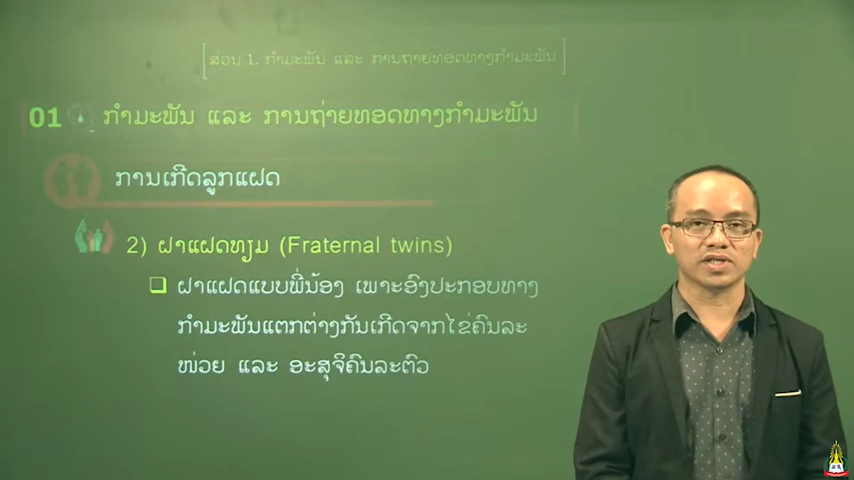 [ ສ່ວນ 1. ກຳມະພັນ ແລະ ການຖ່າຍທອດທາງກຳມະພັນ ]
01 ກຳມະພັນ ແລະ ການຖ່າຍທອດທາງກຳມະພັນ
ການເກີດລູກແຝດ
2) ຝາແຝດທຽມ (Fraternal twins)
ຝາແຝດແບບພີ່ນ້ອງ ເພາະອົງປະກອບທາງ
ກຳມະພັນແຕກຕ່າງກັນເກີດຈາກໄຂ່ຄົນລະ
ໜ່ວຍ ແລະ ອະສຸຈິຄົນລະຕົວ